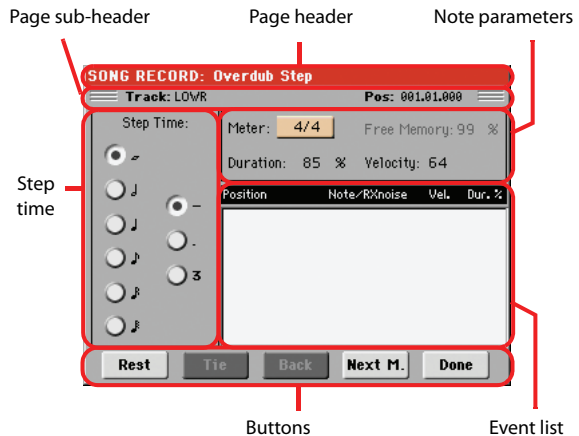 Page sub-header
Page header
Note parameters
SONG RECORD: Overdub Step
Track: LOWR
Pos: 001.01.000
Step Time:
Meter: 4/4
Free Memory: 99 %
Duration: 85 %
Velocity: 64
Step
time
–
.
3
Position Note/RXnoise Vel. Dur.%
Rest Tie Back Next M. Done
Buttons
Event list